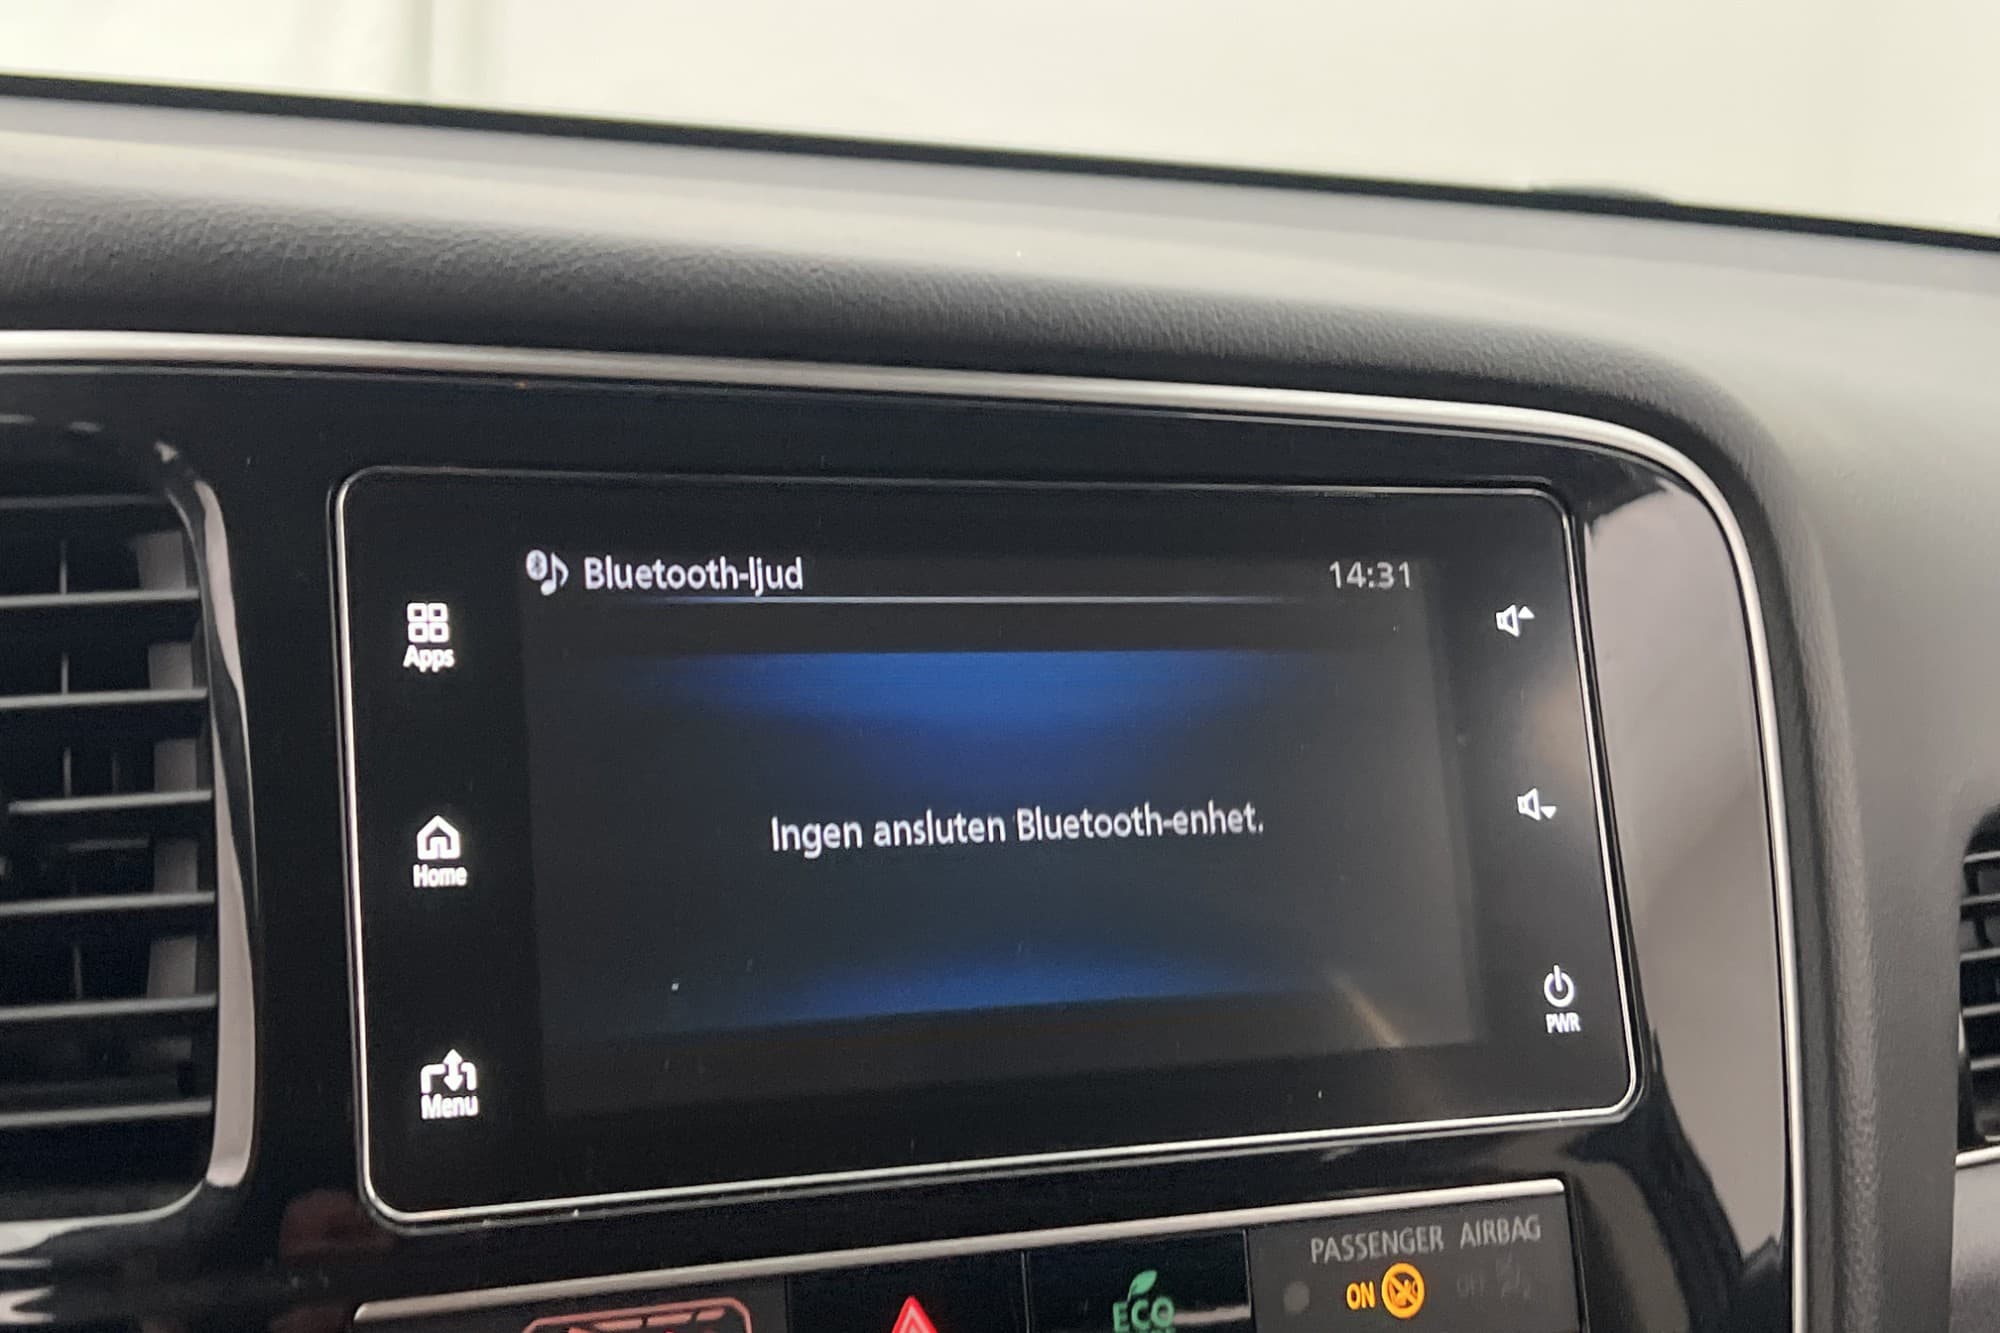 Bluetooth-ljud
14:31
Apps
Ingen ansluten Bluetooth-enhet.
Home
PWR
Menu
PASSENGER AIRBAG
ON OFF
ECO